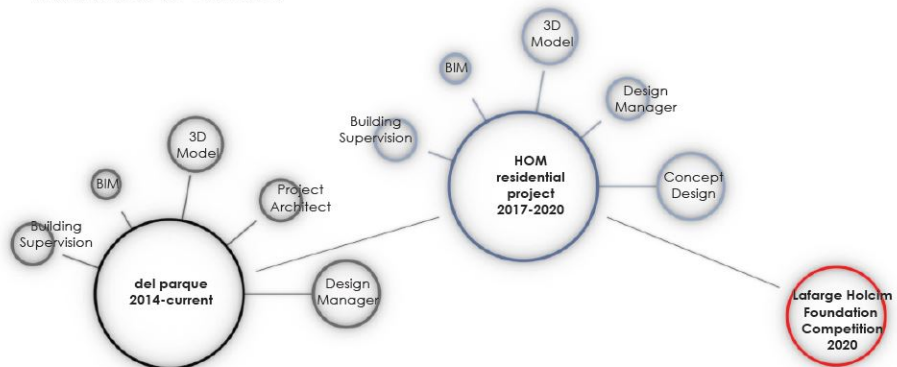 Building
Supervision
BIM
3D
Model
Project
Architect
Design
Manager
del parque
2014-current
Building
Supervision
BIM
3D
Model
Design
Manager
Concept
Design
HOM
residential
project
2017-2020
Lafarge Holcim
Foundation
Competition
2020